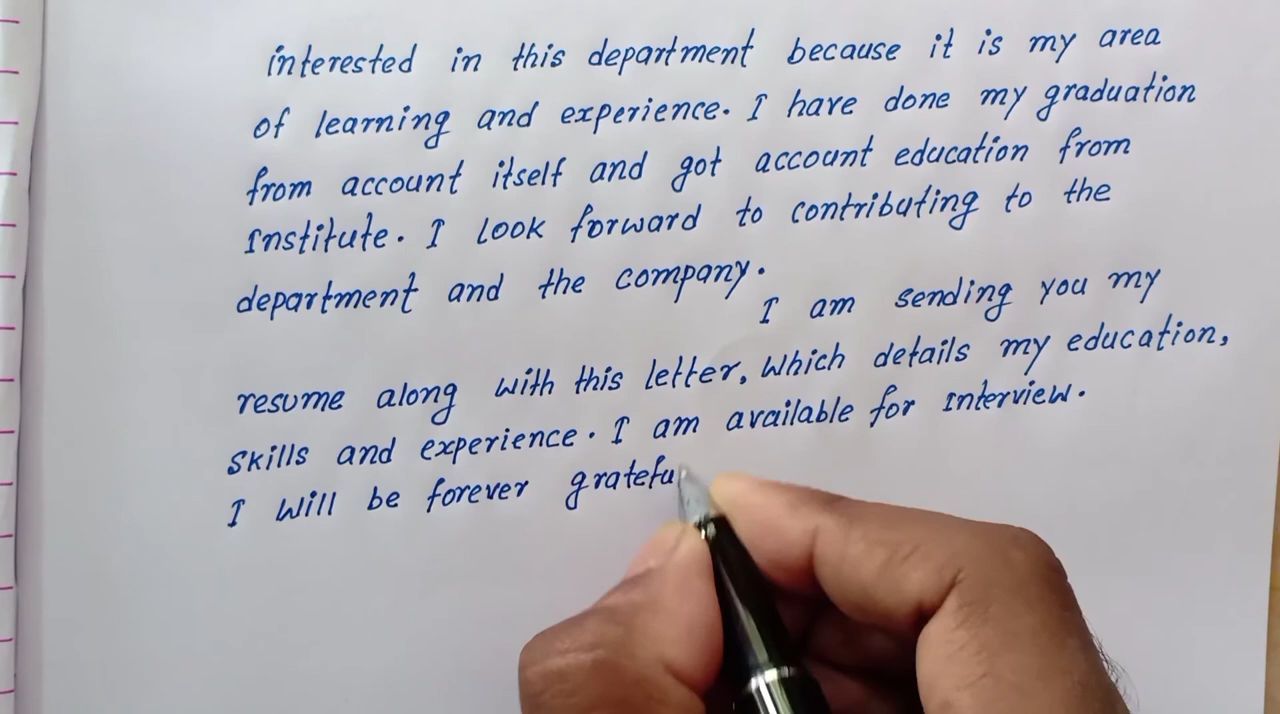 interested in this department because it is my area
of learning and experience. I have done my graduation
from account itself and got account education from
Institute. I look forward to contributing to the
department and the company.
I am sending you my
resume along with this letter, which details my education,
skills and experience. I am available for interview.
I will be forever gratefu